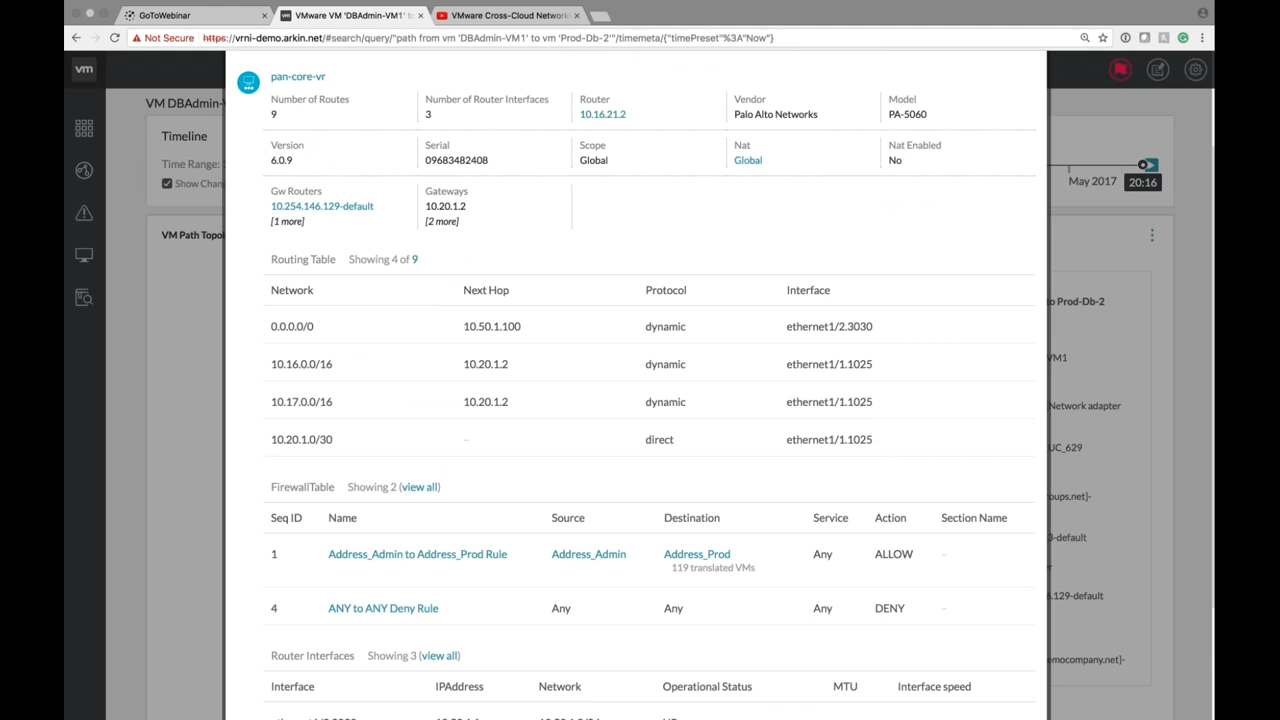 GoToWebinar
VMware VM 'DBAdmin-VM1' to
VMware Cross-Cloud Network
Not Secure https://vrni-demo.arkin.net/#search/query/"path from vm 'DBAdmin-VM1' to vm 'Prod-Db-2'"/timemeta/{"timePreset"%3A"Now"}
vm
VM DBAdmin-V
Timeline
Time Range:
Show Chan
May 2017
20:16
VM Path Topol
pan-core-vr
Number of Routes
9
Number of Router Interfaces
3
Router
10.16.21.2
Vendor
Palo Alto Networks
Model
PA-5060
Version
6.0.9
Serial
09683482408
Scope
Global
Nat
Global
Nat Enabled
No
Gw Routers
10.254.146.129-default
[1 more]
Gateways
10.20.1.2
[2 more]
Routing Table Showing 4 of 9
Network Next Hop Protocol Interface
0.0.0.0/0 10.50.1.100 dynamic ethernet1/2.3030
10.16.0.0/16 10.20.1.2 dynamic ethernet1/1.1025
10.17.0.0/16 10.20.1.2 dynamic ethernet1/1.1025
10.20.1.0/30 – direct ethernet1/1.1025
FirewallTable Showing 2 (view all)
Seq ID Name Source Destination Service Action Section Name
1 Address_Admin to Address_Prod Rule Address_Admin Address_Prod Any ALLOW –
119 translated VMs
4 ANY to ANY Deny Rule Any Any Any DENY –
Router Interfaces Showing 3 (view all)
Interface IPAddress Network Operational Status MTU Interface speed
to Prod-Db-2
VM1
Network adapter
UC_629
oups.net]-
3-default
.129-default
emocompany.net]-